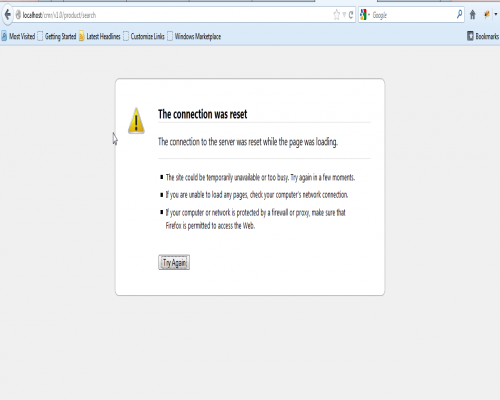 localhost/cmr/v1.0/product/search
Google
Most Visited Getting Started Latest Headlines Customize Links Windows Marketplace Bookmarks
The connection was reset
The connection to the server was reset while the page was loading.
The site could be temporarily unavailable or too busy. Try again in a few moments.
If you are unable to load any pages, check your computer's network connection.
If your computer or network is protected by a firewall or proxy, make sure that
Firefox is permitted to access the Web.
Try Again